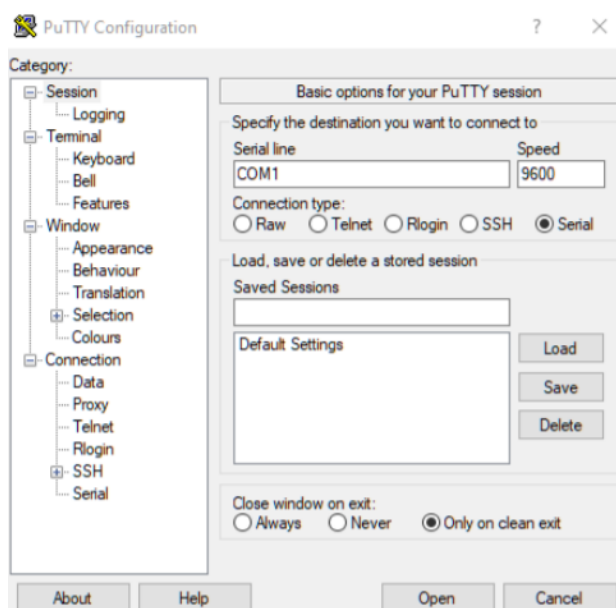 PuTTY Configuration
?
Category:
Session
Logging
Terminal
Keyboard
Bell
Features
Window
Appearance
Behaviour
Translation
Selection
Colours
Connection
Data
Proxy
Telnet
Rlogin
SSH
Serial
Basic options for your PuTTY session
Specify the destination you want to connect to
Serial line Speed
COM1 9600
Connection type:
Raw Telnet Rlogin SSH Serial
Load, save or delete a stored session
Saved Sessions
Default Settings
Load
Save
Delete
Close window on exit:
Always Never Only on clean exit
About Help Open Cancel